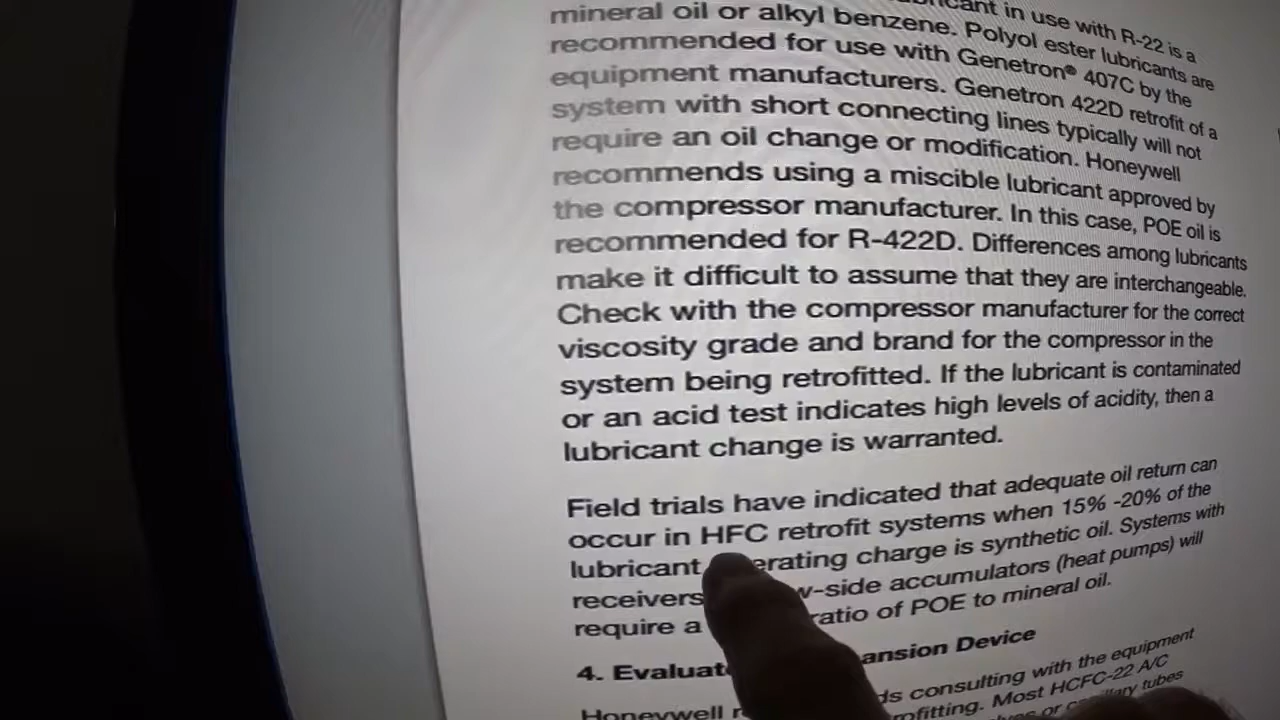 in use with R-22 is a
mineral oil or alkyl benzene. Polyol ester lubricants are
recommended for use with Genetron® 407C by the
equipment manufacturers. Genetron 422D retrofit of a
system with short connecting lines typically will not
require an oil change or modification. Honeywell
recommends using a miscible lubricant approved by
the compressor manufacturer. In this case, POE oil is
recommended for R-422D. Differences among lubricants
make it difficult to assume that they are interchangeable.
Check with the compressor manufacturer for the correct
viscosity grade and brand for the compressor in the
system being retrofitted. If the lubricant is contaminated
or an acid test indicates high levels of acidity, then a
lubricant change is warranted.
Field trials have indicated that adequate oil return can
occur in HFC retrofit systems when 15% -20% of the
lubricant charge is synthetic oil. Systems with
receivers accumulators (heat pumps) will
require a ratio of POE to mineral oil.
4. Device
Honeywell consulting with the equipment
Most HCFC-22 A/C
or tubes